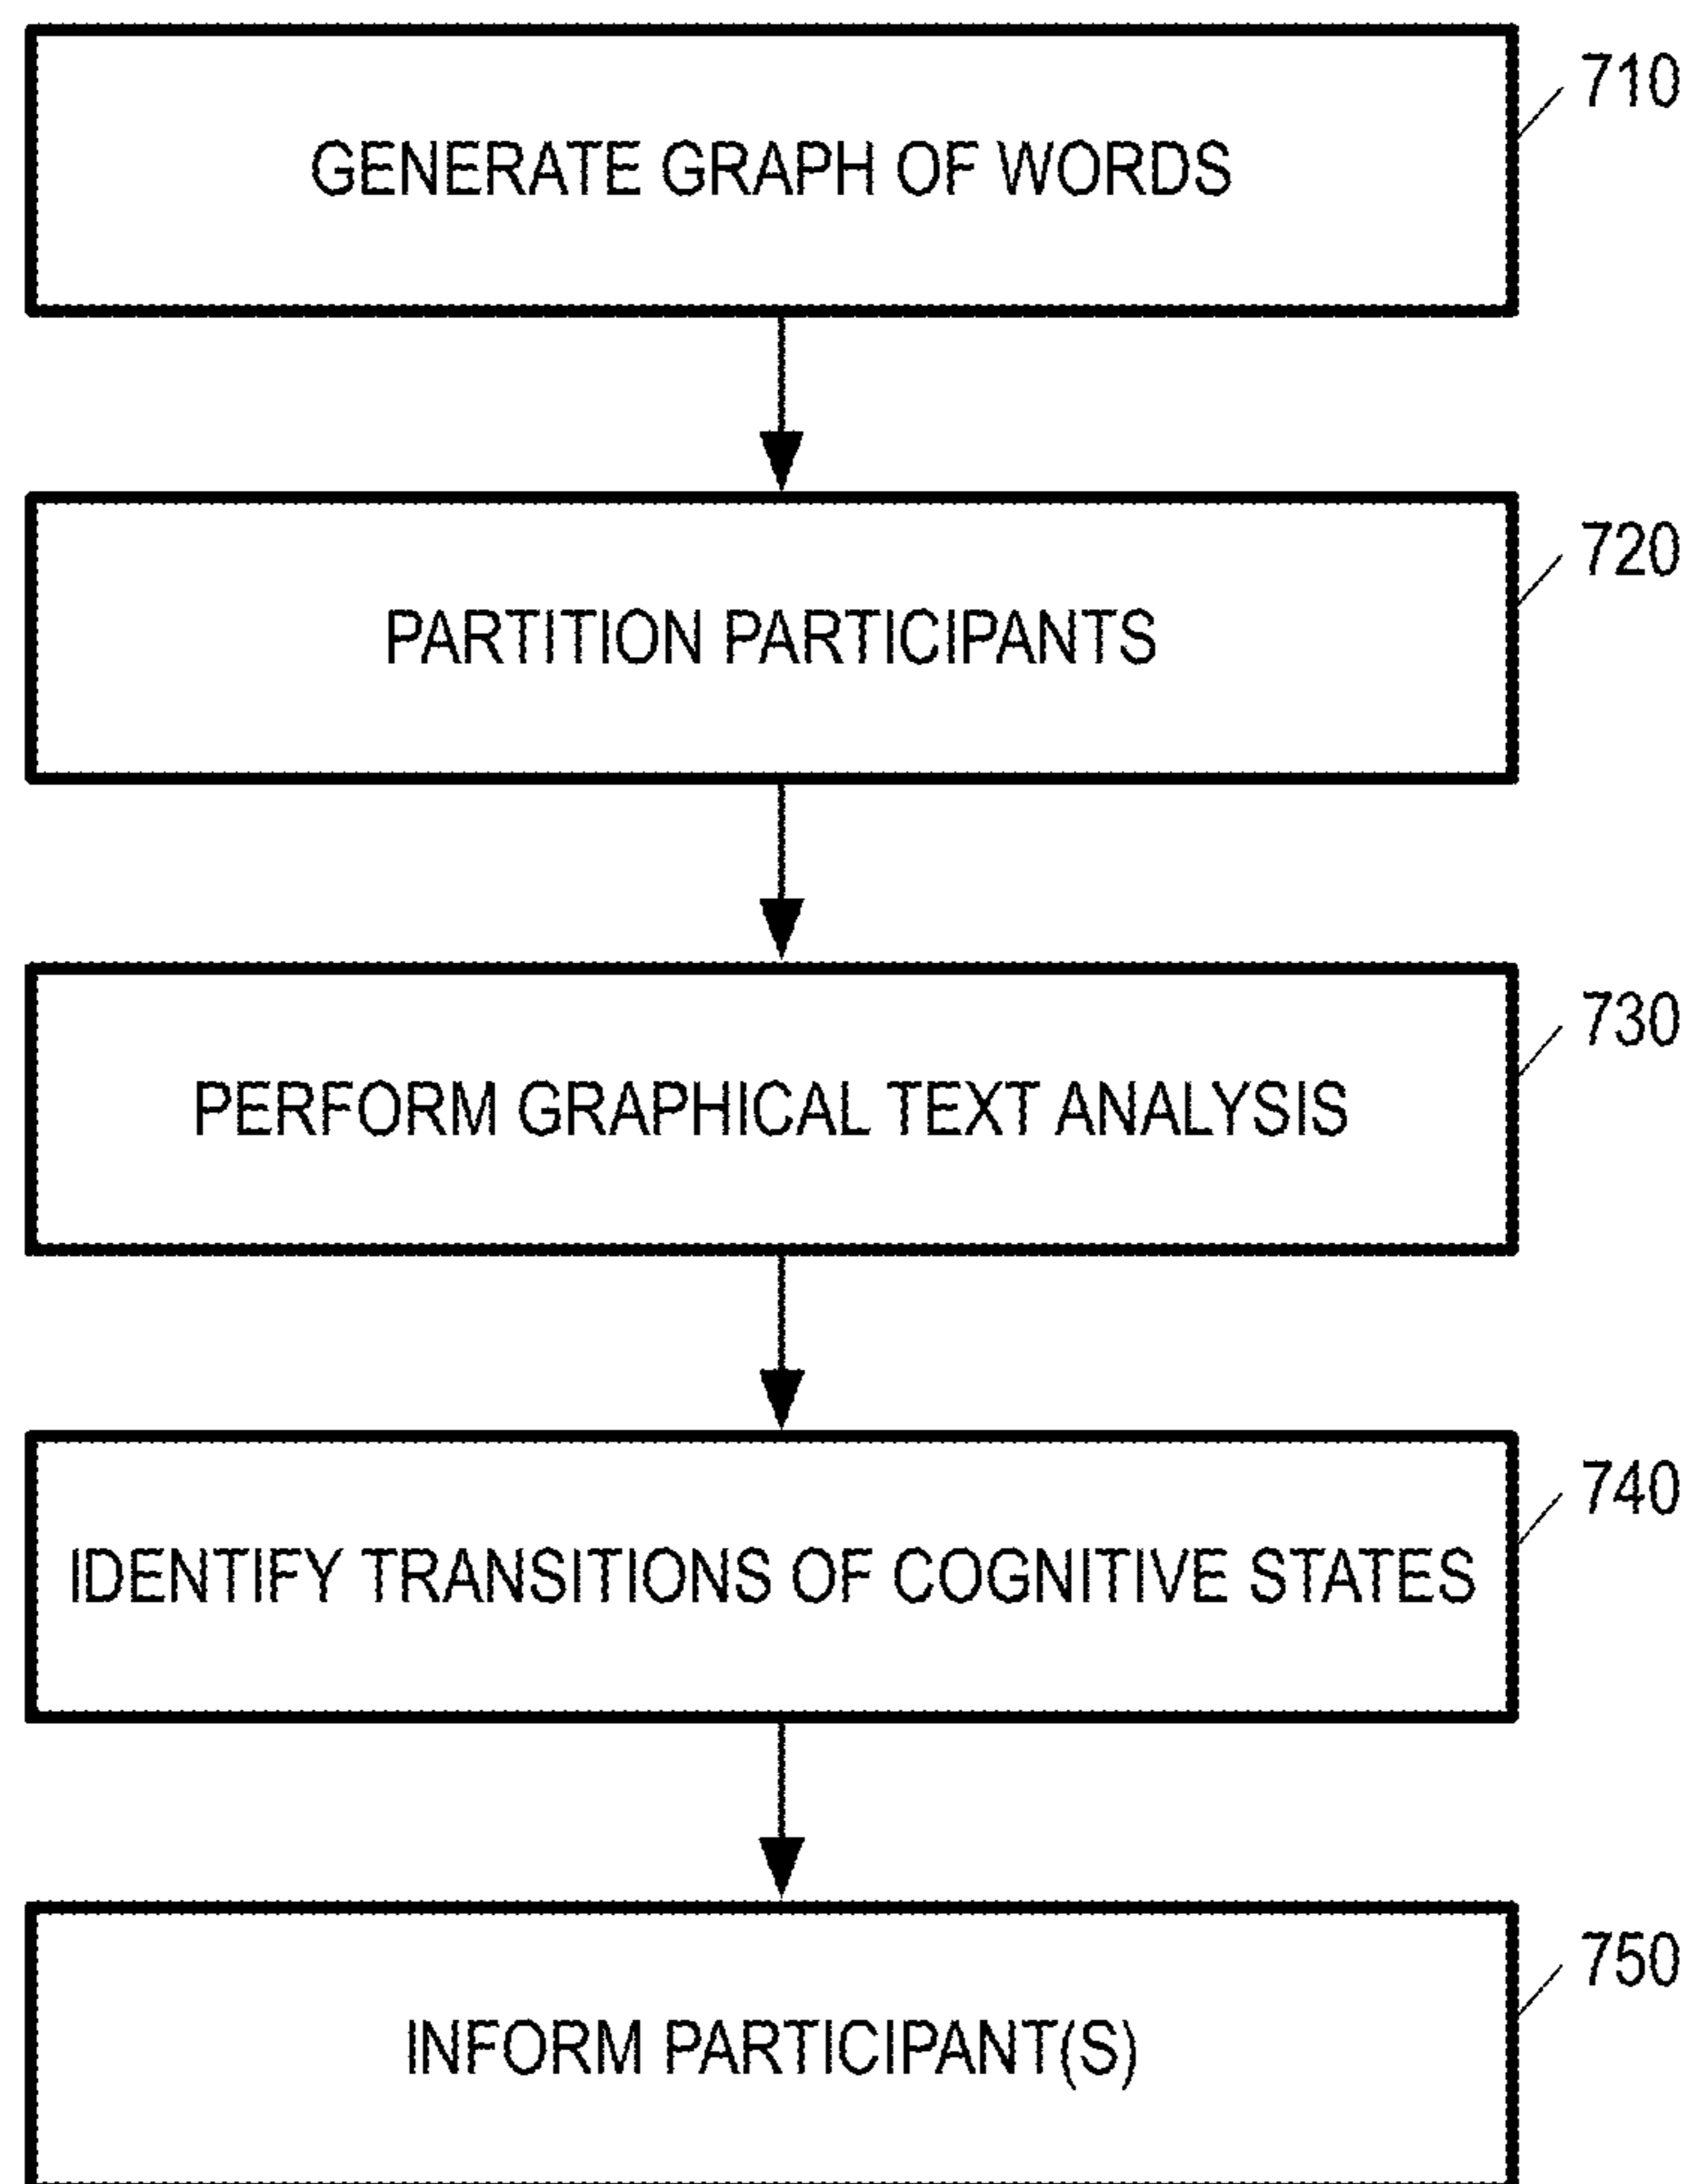 710
GENERATE GRAPH OF WORDS
720
PARTITION PARTICIPANTS
730
PERFORM GRAPHICAL TEXT ANALYSIS
740
IDENTIFY TRANSITIONS OF COGNITIVE STATES
750
INFORM PARTICIPANT(S)